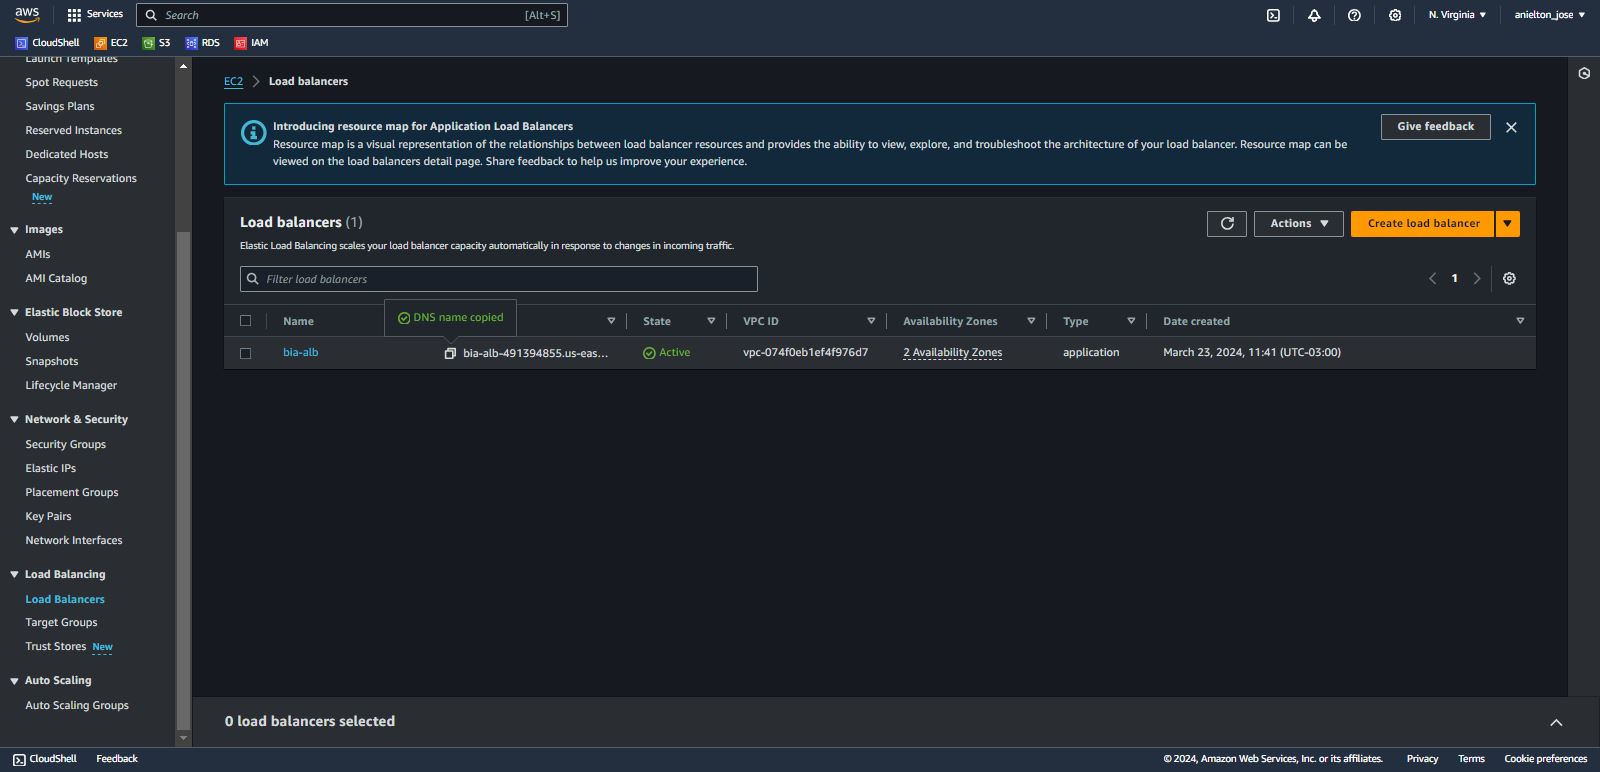 aws
Services
Search
[Alt+S]
N. Virginia
anielton_jose
CloudShell
EC2
S3
RDS
IAM
Launch Templates
Spot Requests
Savings Plans
Reserved Instances
Dedicated Hosts
Capacity Reservations
New
Images
AMIs
AMI Catalog
Elastic Block Store
Volumes
Snapshots
Lifecycle Manager
Network & Security
Security Groups
Elastic IPs
Placement Groups
Key Pairs
Network Interfaces
Load Balancing
Load Balancers
Target Groups
Trust Stores New
Auto Scaling
Auto Scaling Groups
EC2 > Load balancers
Introducing resource map for Application Load Balancers
Resource map is a visual representation of the relationships between load balancer resources and provides the ability to view, explore, and troubleshoot the architecture of your load balancer. Resource map can be
viewed on the load balancers detail page. Share feedback to help us improve your experience.
Give feedback
Load balancers (1)
Elastic Load Balancing scales your load balancer capacity automatically in response to changes in incoming traffic.
Actions
Create load balancer
Filter load balancers
1
DNS name copied
Name
State
VPC ID
Availability Zones
Type
Date created
bia-alb
bia-alb-491394855.us-eas...
Active
vpc-074f0eb1ef4f976d7
2 Availability Zones
application
March 23, 2024, 11:41 (UTC-03:00)
0 load balancers selected
CloudShell
Feedback
© 2024, Amazon Web Services, Inc. or its affiliates.
Privacy
Terms
Cookie preferences